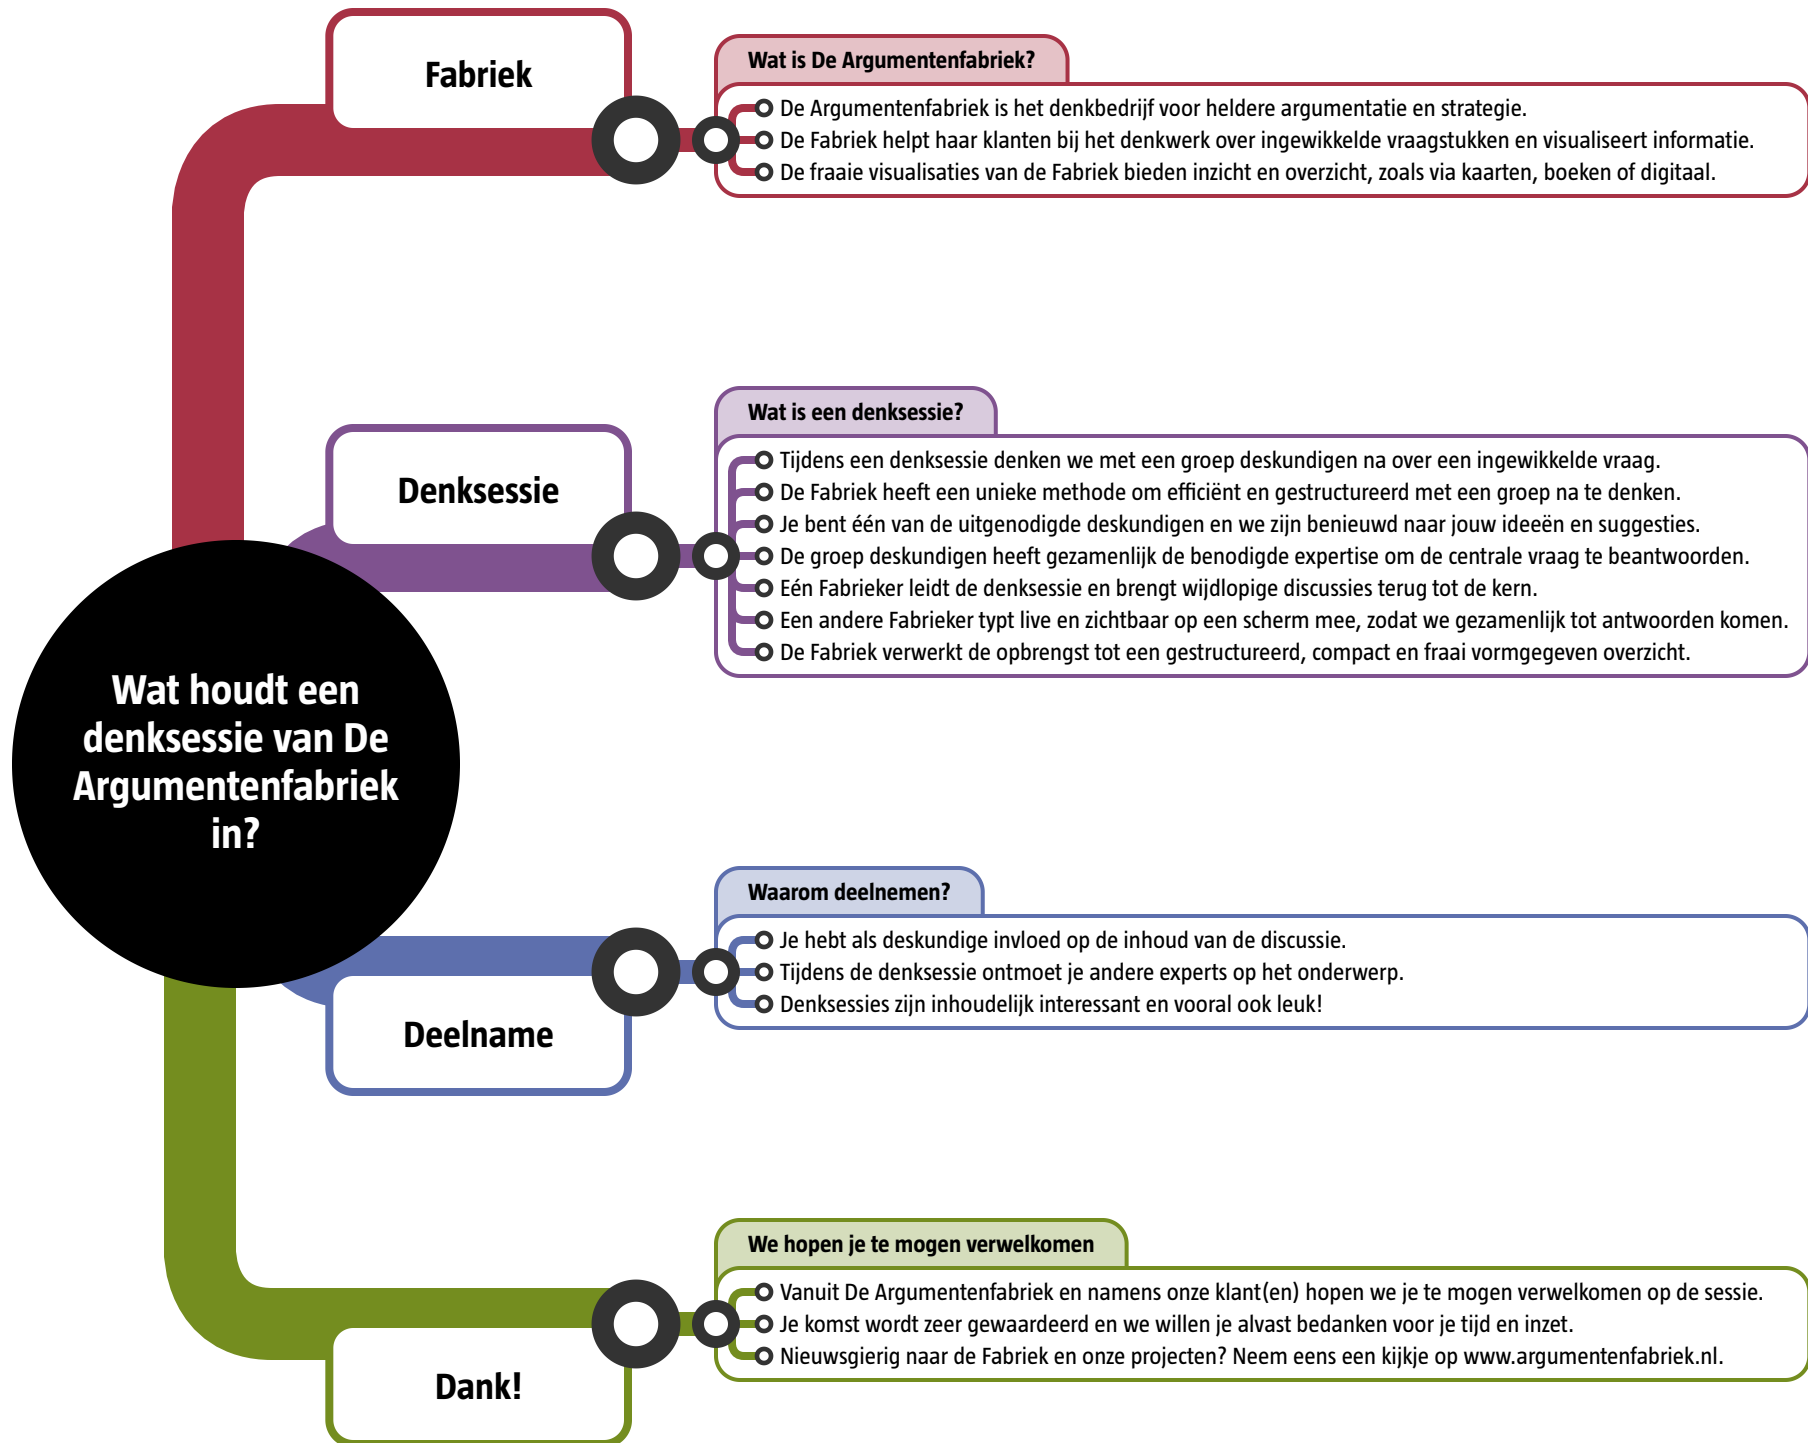 Fabriek
Wat is De Argumentenfabriek?
De Argumentenfabriek is het denkbedrijf voor heldere argumentatie en strategie.
De Fabriek helpt haar klanten bij het denkwerk over ingewikkelde vraagstukken en visualiseert informatie.
De fraaie visualisaties van de Fabriek bieden inzicht en overzicht, zoals via kaarten, boeken of digitaal.
Denksessie
Wat is een denksessie?
Tijdens een denksessie denken we met een groep deskundigen na over een ingewikkelde vraag.
De Fabriek heeft een unieke methode om efficiënt en gestructureerd met een groep na te denken.
Je bent één van de uitgenodigde deskundigen en we zijn benieuwd naar jouw ideeën en suggesties.
De groep deskundigen heeft gezamenlijk de benodigde expertise om de centrale vraag te beantwoorden.
Eén Fabrieker leidt de denksessie en brengt wijdlopige discussies terug tot de kern.
Een andere Fabrieker typt live en zichtbaar op een scherm mee, zodat we gezamenlijk tot antwoorden komen.
De Fabriek verwerkt de opbrengst tot een gestructureerd, compact en fraai vormgegeven overzicht.
Wat houdt een
denksessie van De
Argumentenfabriek
in?
Deelname
Waarom deelnemen?
Je hebt als deskundige invloed op de inhoud van de discussie.
Tijdens de denksessie ontmoet je andere experts op het onderwerp.
Denksessies zijn inhoudelijk interessant en vooral ook leuk!
Dank!
We hopen je te mogen verwelkomen
Vanuit De Argumentenfabriek en namens onze klant(en) hopen we je te mogen verwelkomen op de sessie.
Je komst wordt zeer gewaardeerd en we willen je alvast bedanken voor je tijd en inzet.
Nieuwsgierig naar de Fabriek en onze projecten? Neem eens een kijkje op www.argumentenfabriek.nl.